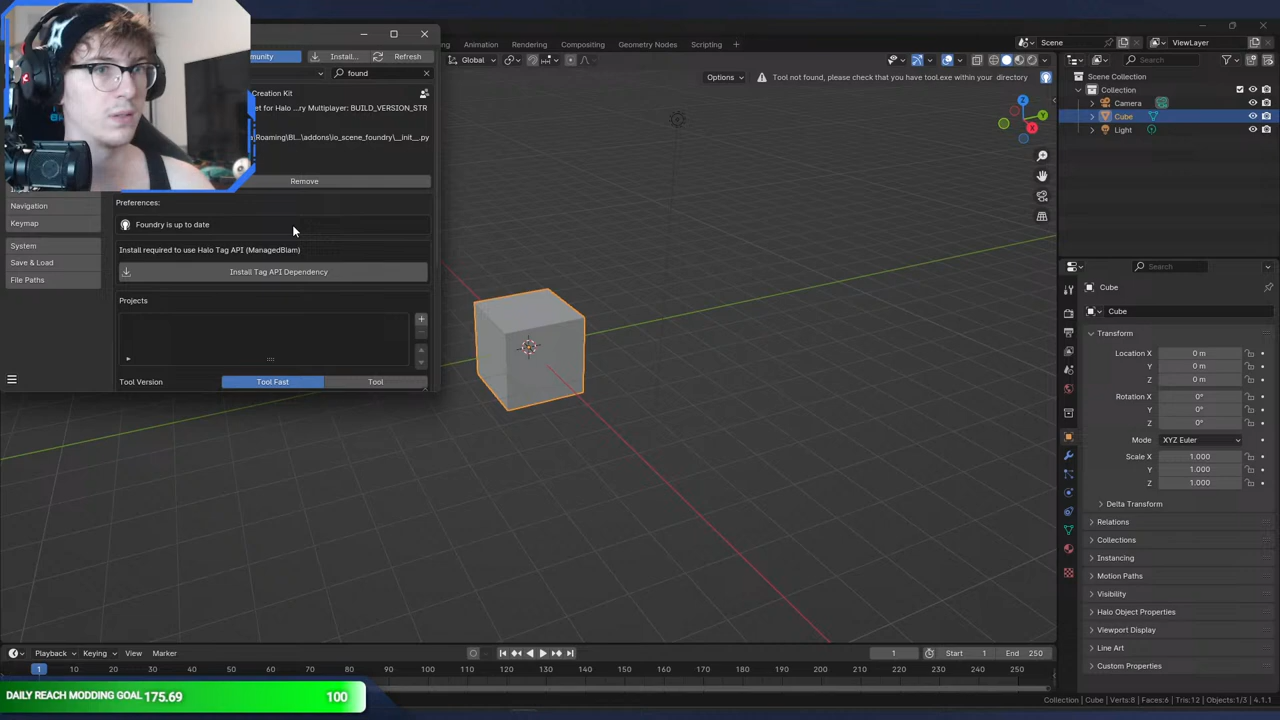 munity
Install...
Refresh
found
Creation Kit
et for Halo ...ry Multiplayer: BUILD_VERSION_STR
Roaming\Bl...\addons\io_scene_foundry\__init__.py
Remove
Preferences:
Foundry is up to date
Install required to use Halo Tag API (ManagedBlam)
Install Tag API Dependency
Projects
Tool Version
Tool Fast
Tool
Navigation
Keymap
System
Save & Load
File Paths
Animation
Rendering
Compositing
Geometry Nodes
Scripting
Scene
ViewLayer
Global
Options
Tool not found, please check that you have tool.exe within your directory
Z
Y
X
Search
Scene Collection
Collection
Camera
Cube
Light
Search
Cube
Cube
Transform
Location X 0 m
Y 0 m
Z 0 m
Rotation X 0°
Y 0°
Z 0°
Mode XYZ Euler
Scale X 1.000
Y 1.000
Z 1.000
Delta Transform
Relations
Collections
Instancing
Motion Paths
Visibility
Halo Object Properties
Viewport Display
Line Art
Custom Properties
Playback
Keying
View
Marker
1
Start 1
End 250
1 10 20 30 40 50 60 70 80 90 100 110 120 130 140 150 160 170 180 190 200 210 220 230 240 250
DAILY REACH MODDING GOAL 175.69 100
Collection | Cube | Verts:8 | Faces:6 | Tris:12 | Objects:1/3 | 4.1.1